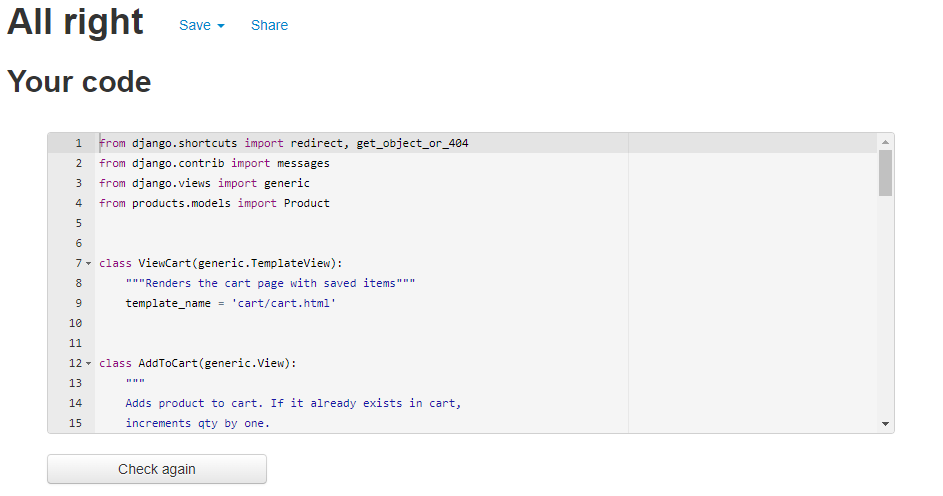 All right Save Share
Your code
1 from django.shortcuts import redirect, get_object_or_404
2 from django.contrib import messages
3 from django.views import generic
4 from products.models import Product
5
6
7 class ViewCart(generic.TemplateView):
8 """Renders the cart page with saved items"""
9 template_name = 'cart/cart.html'
10
11
12 class AddToCart(generic.View):
13 """
14 Adds product to cart. If it already exists in cart,
15 increments qty by one.
Check again